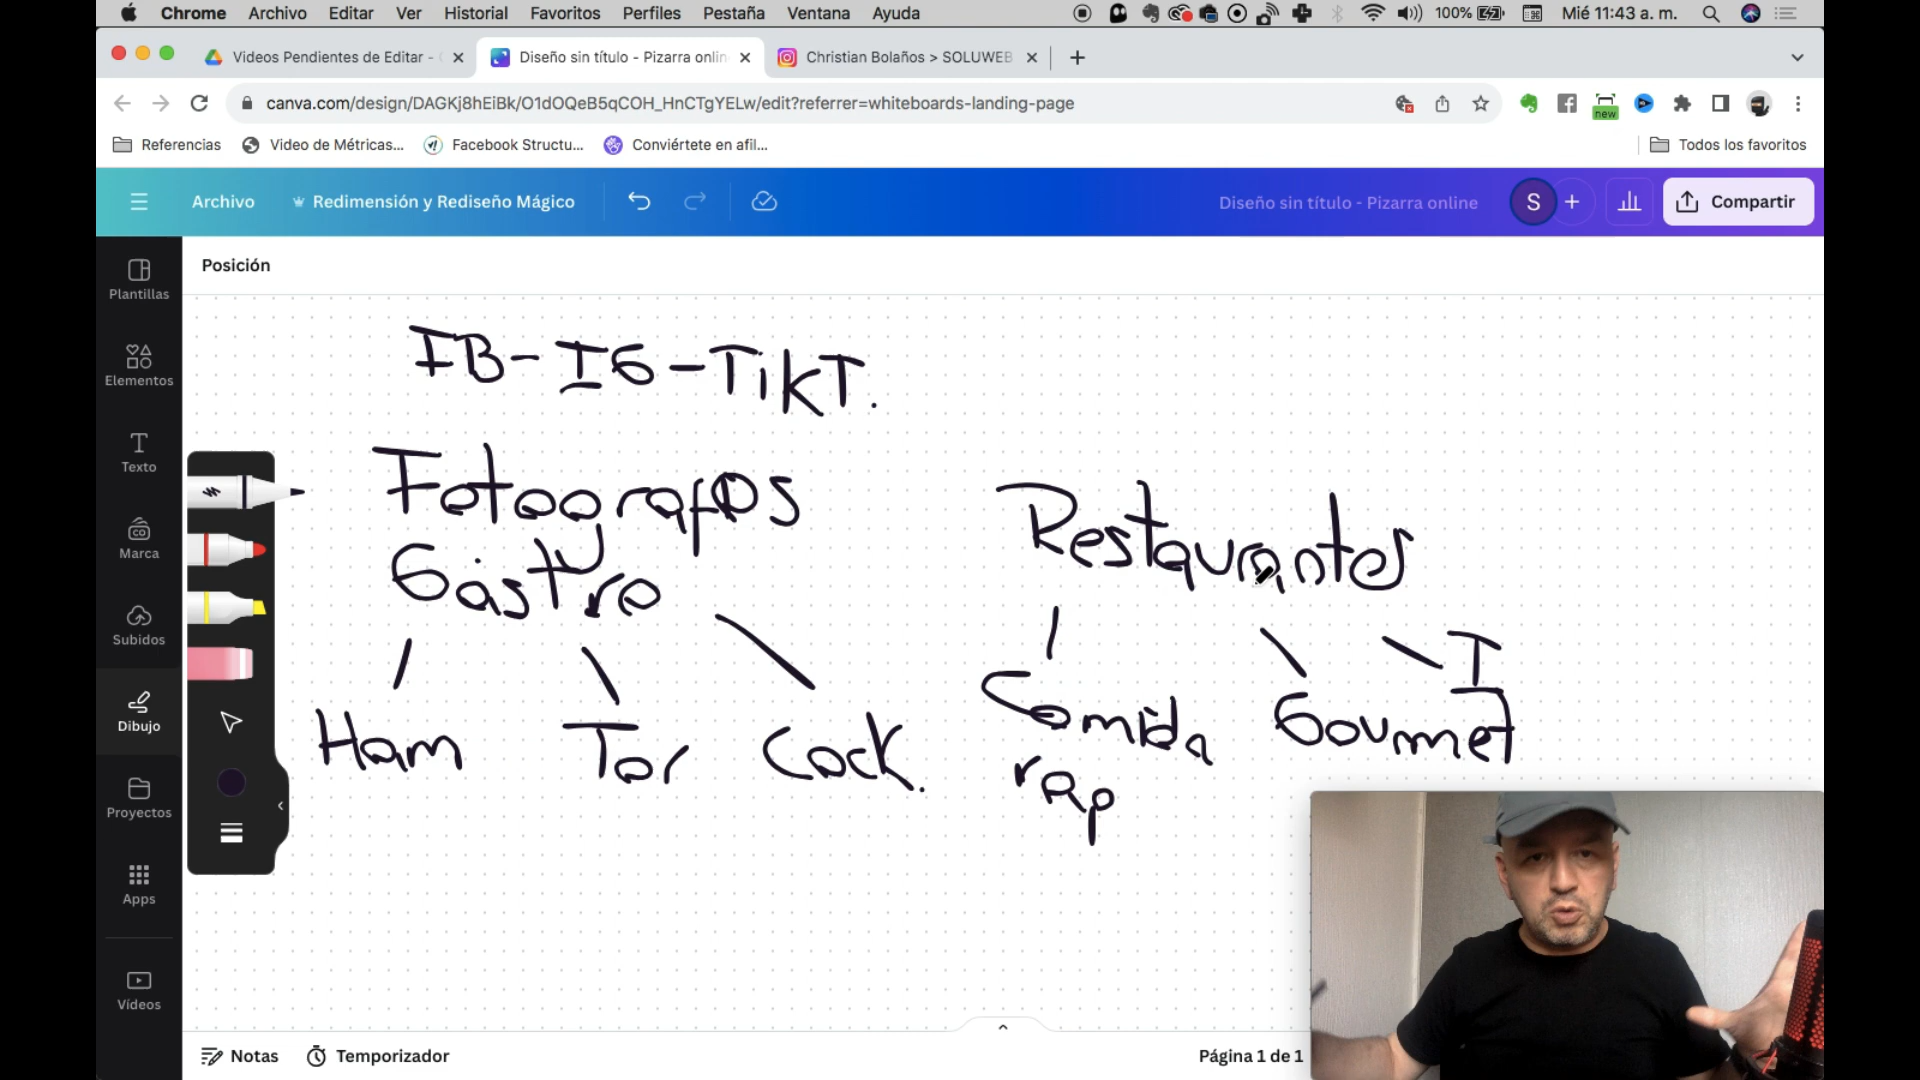 Chrome Archivo Editar Ver Historial Favoritos Perfiles Pestaña Ventana Ayuda 100% Mié 11:43 a. m.
Videos Pendientes de Editar - Diseño sin título - Pizarra onlin Christian Bolaños > SOLUWEB
canva.com/design/DAGKj8hEiBk/O1dOQeB5qCOH_HnCTgYELw/edit?referrer=whiteboards-landing-page
new
Referencias Video de Métricas... Facebook Structu... Conviértete en afil... Todos los favoritos
Archivo Redimensión y Rediseño Mágico Diseño sin título - Pizarra online S + Compartir
Posición
Plantillas
Elementos
Texto
Marca
Subidos
Dibujo
Proyectos
Apps
Vídeos
FB-IG-TikT.
Fotografos
Gastro
Restaurantes
Ham Tor Cock.
Comida Gourmet I
rap
Notas Temporizador Página 1 de 1